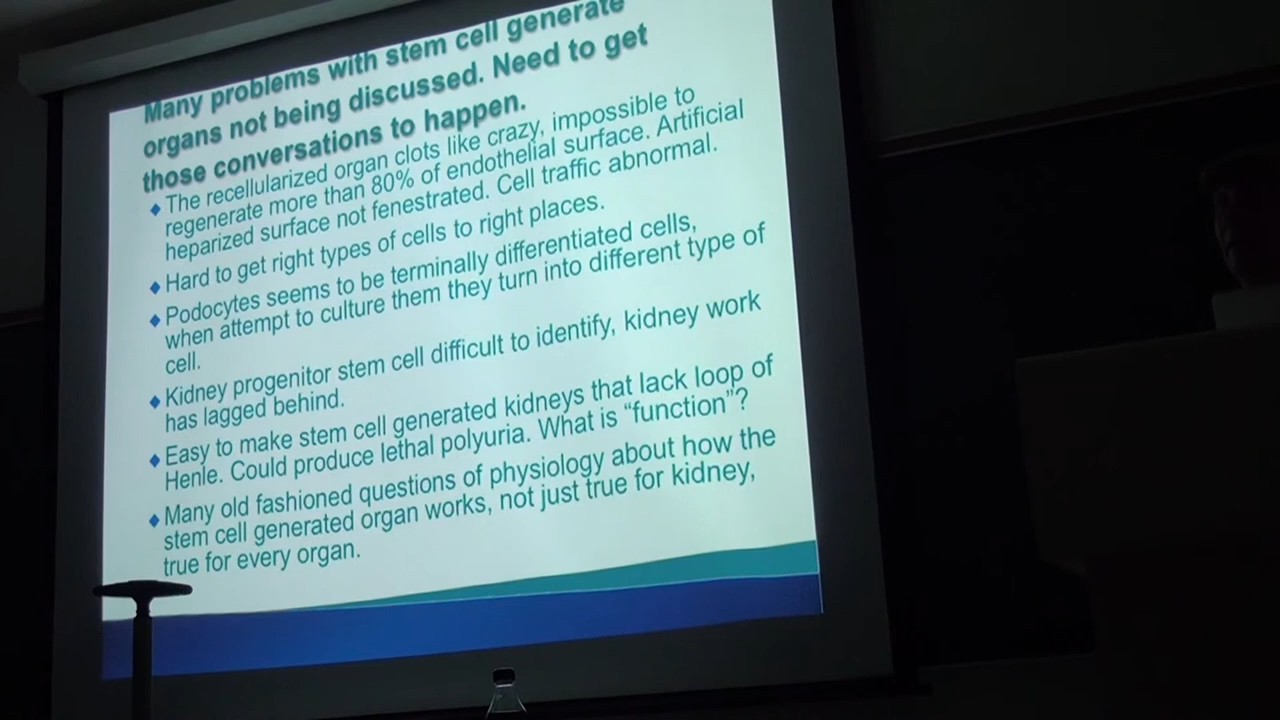 Many problems with stem cell generate
organs not being discussed. Need to get
those conversations to happen.
The recellularized organ clots like crazy, impossible to
regenerate more than 80% of endothelial surface. Artificial
heparized surface not fenestrated. Cell traffic abnormal.
Hard to get right types of cells to right places.
Podocytes seems to be terminally differentiated cells,
when attempt to culture them they turn into different type of
cell.
Kidney progenitor stem cell difficult to identify, kidney work
has lagged behind.
Easy to make stem cell generated kidneys that lack loop of
Henle. Could produce lethal polyuria. What is “function”?
Many old fashioned questions of physiology about how the
stem cell generated organ works, not just true for kidney,
true for every organ.